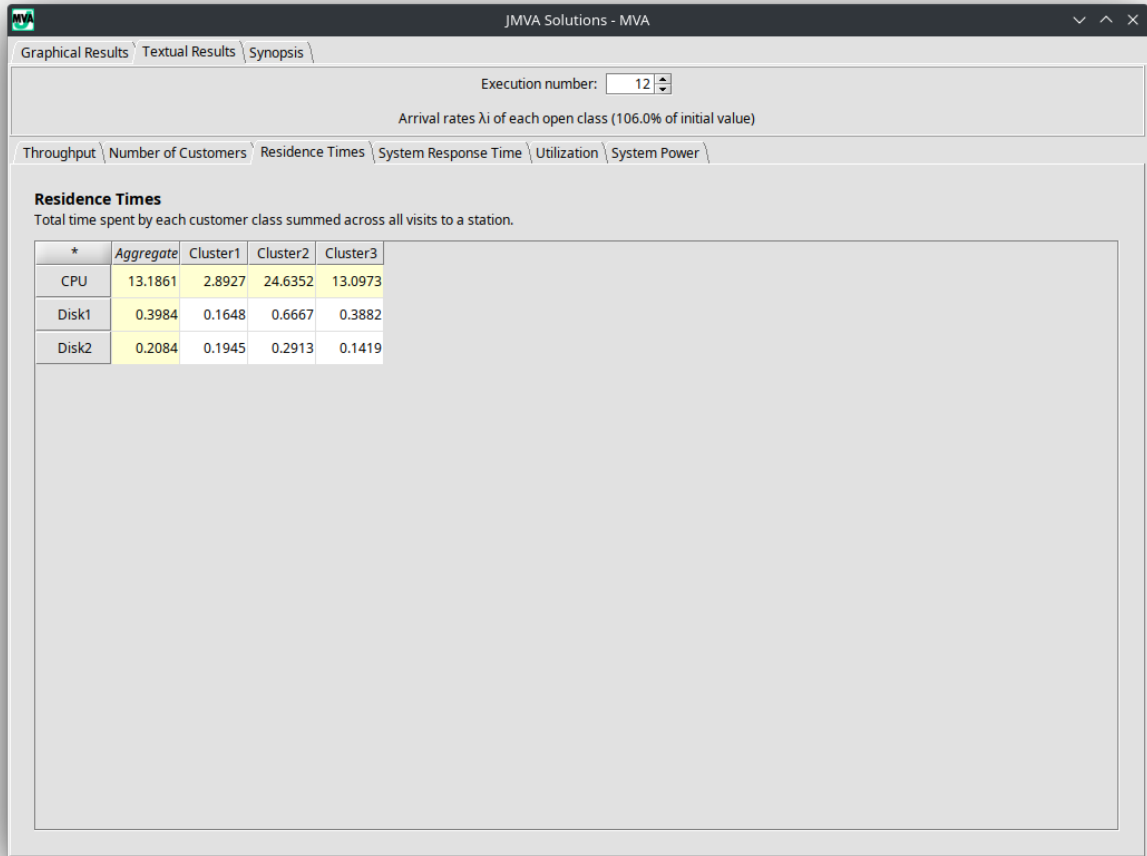 MVA JMVA Solutions - MVA
Graphical Results Textual Results Synopsis
Execution number: 12
Arrival rates λi of each open class (106.0% of initial value)
Throughput Number of Customers Residence Times System Response Time Utilization System Power
Residence Times
Total time spent by each customer class summed across all visits to a station.
* Aggregate Cluster1 Cluster2 Cluster3
CPU 13.1861 2.8927 24.6352 13.0973
Disk1 0.3984 0.1648 0.6667 0.3882
Disk2 0.2084 0.1945 0.2913 0.1419